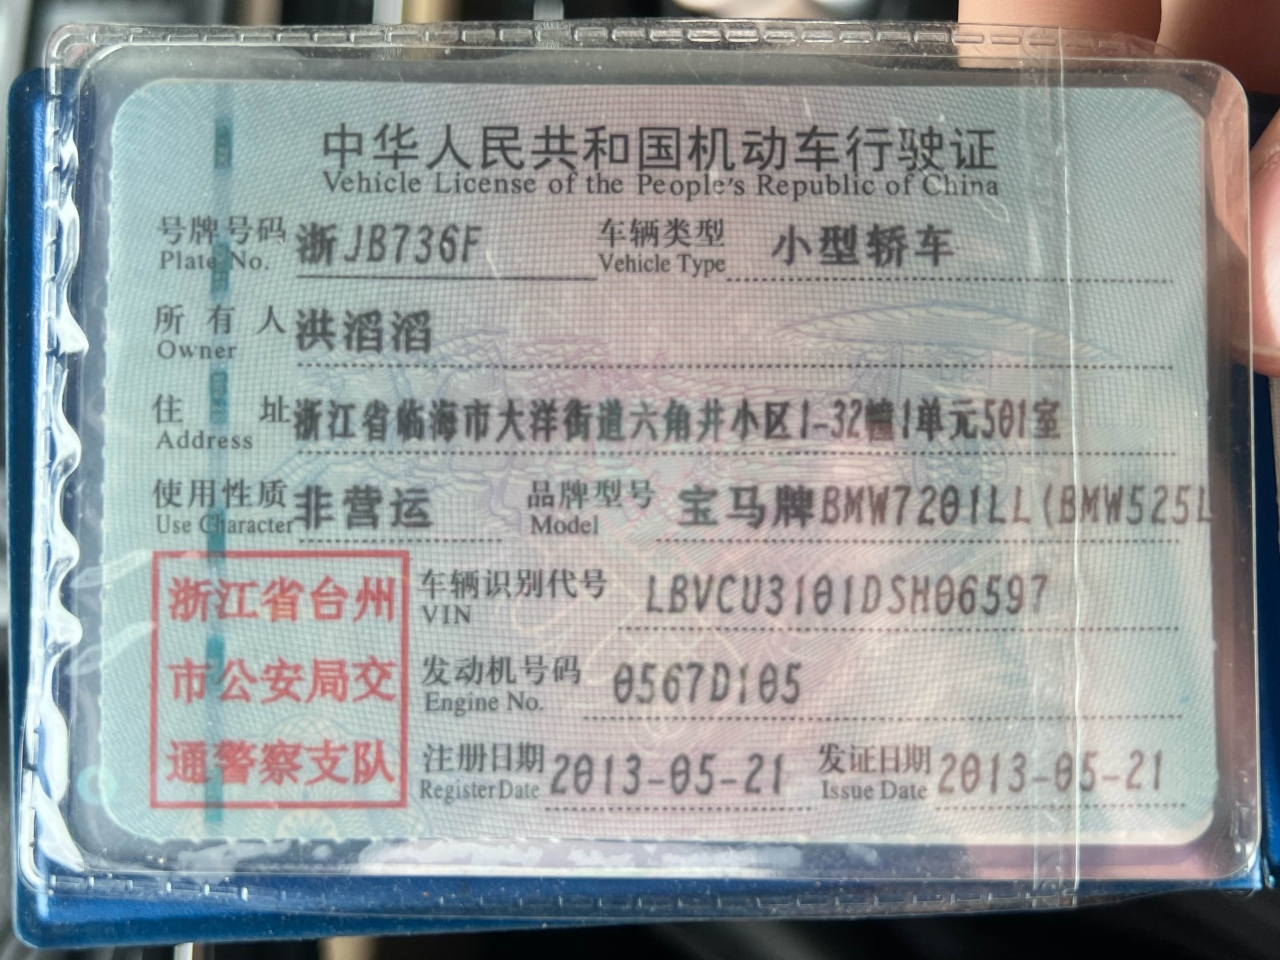 中华人民共和国机动车行驶证
Vehicle License of the People's Republic of China
号牌号码 浙JB736F 车辆类型 小型轿车
Plate No. Vehicle Type
所有人 洪滔滔
Owner
住址 浙江省临海市大洋街道六角井小区1-32幢1单元501室
Address
使用性质 非营运 品牌型号 宝马牌BMW7201LL(BMW525L
Use Character Model
浙江省台州
市公安局交
通警察支队
车辆识别代号 LBVCU3101DSH06597
VIN
发动机号码 0567D105
Engine No.
注册日期 2013-05-21 发证日期 2013-05-21
Register Date Issue Date